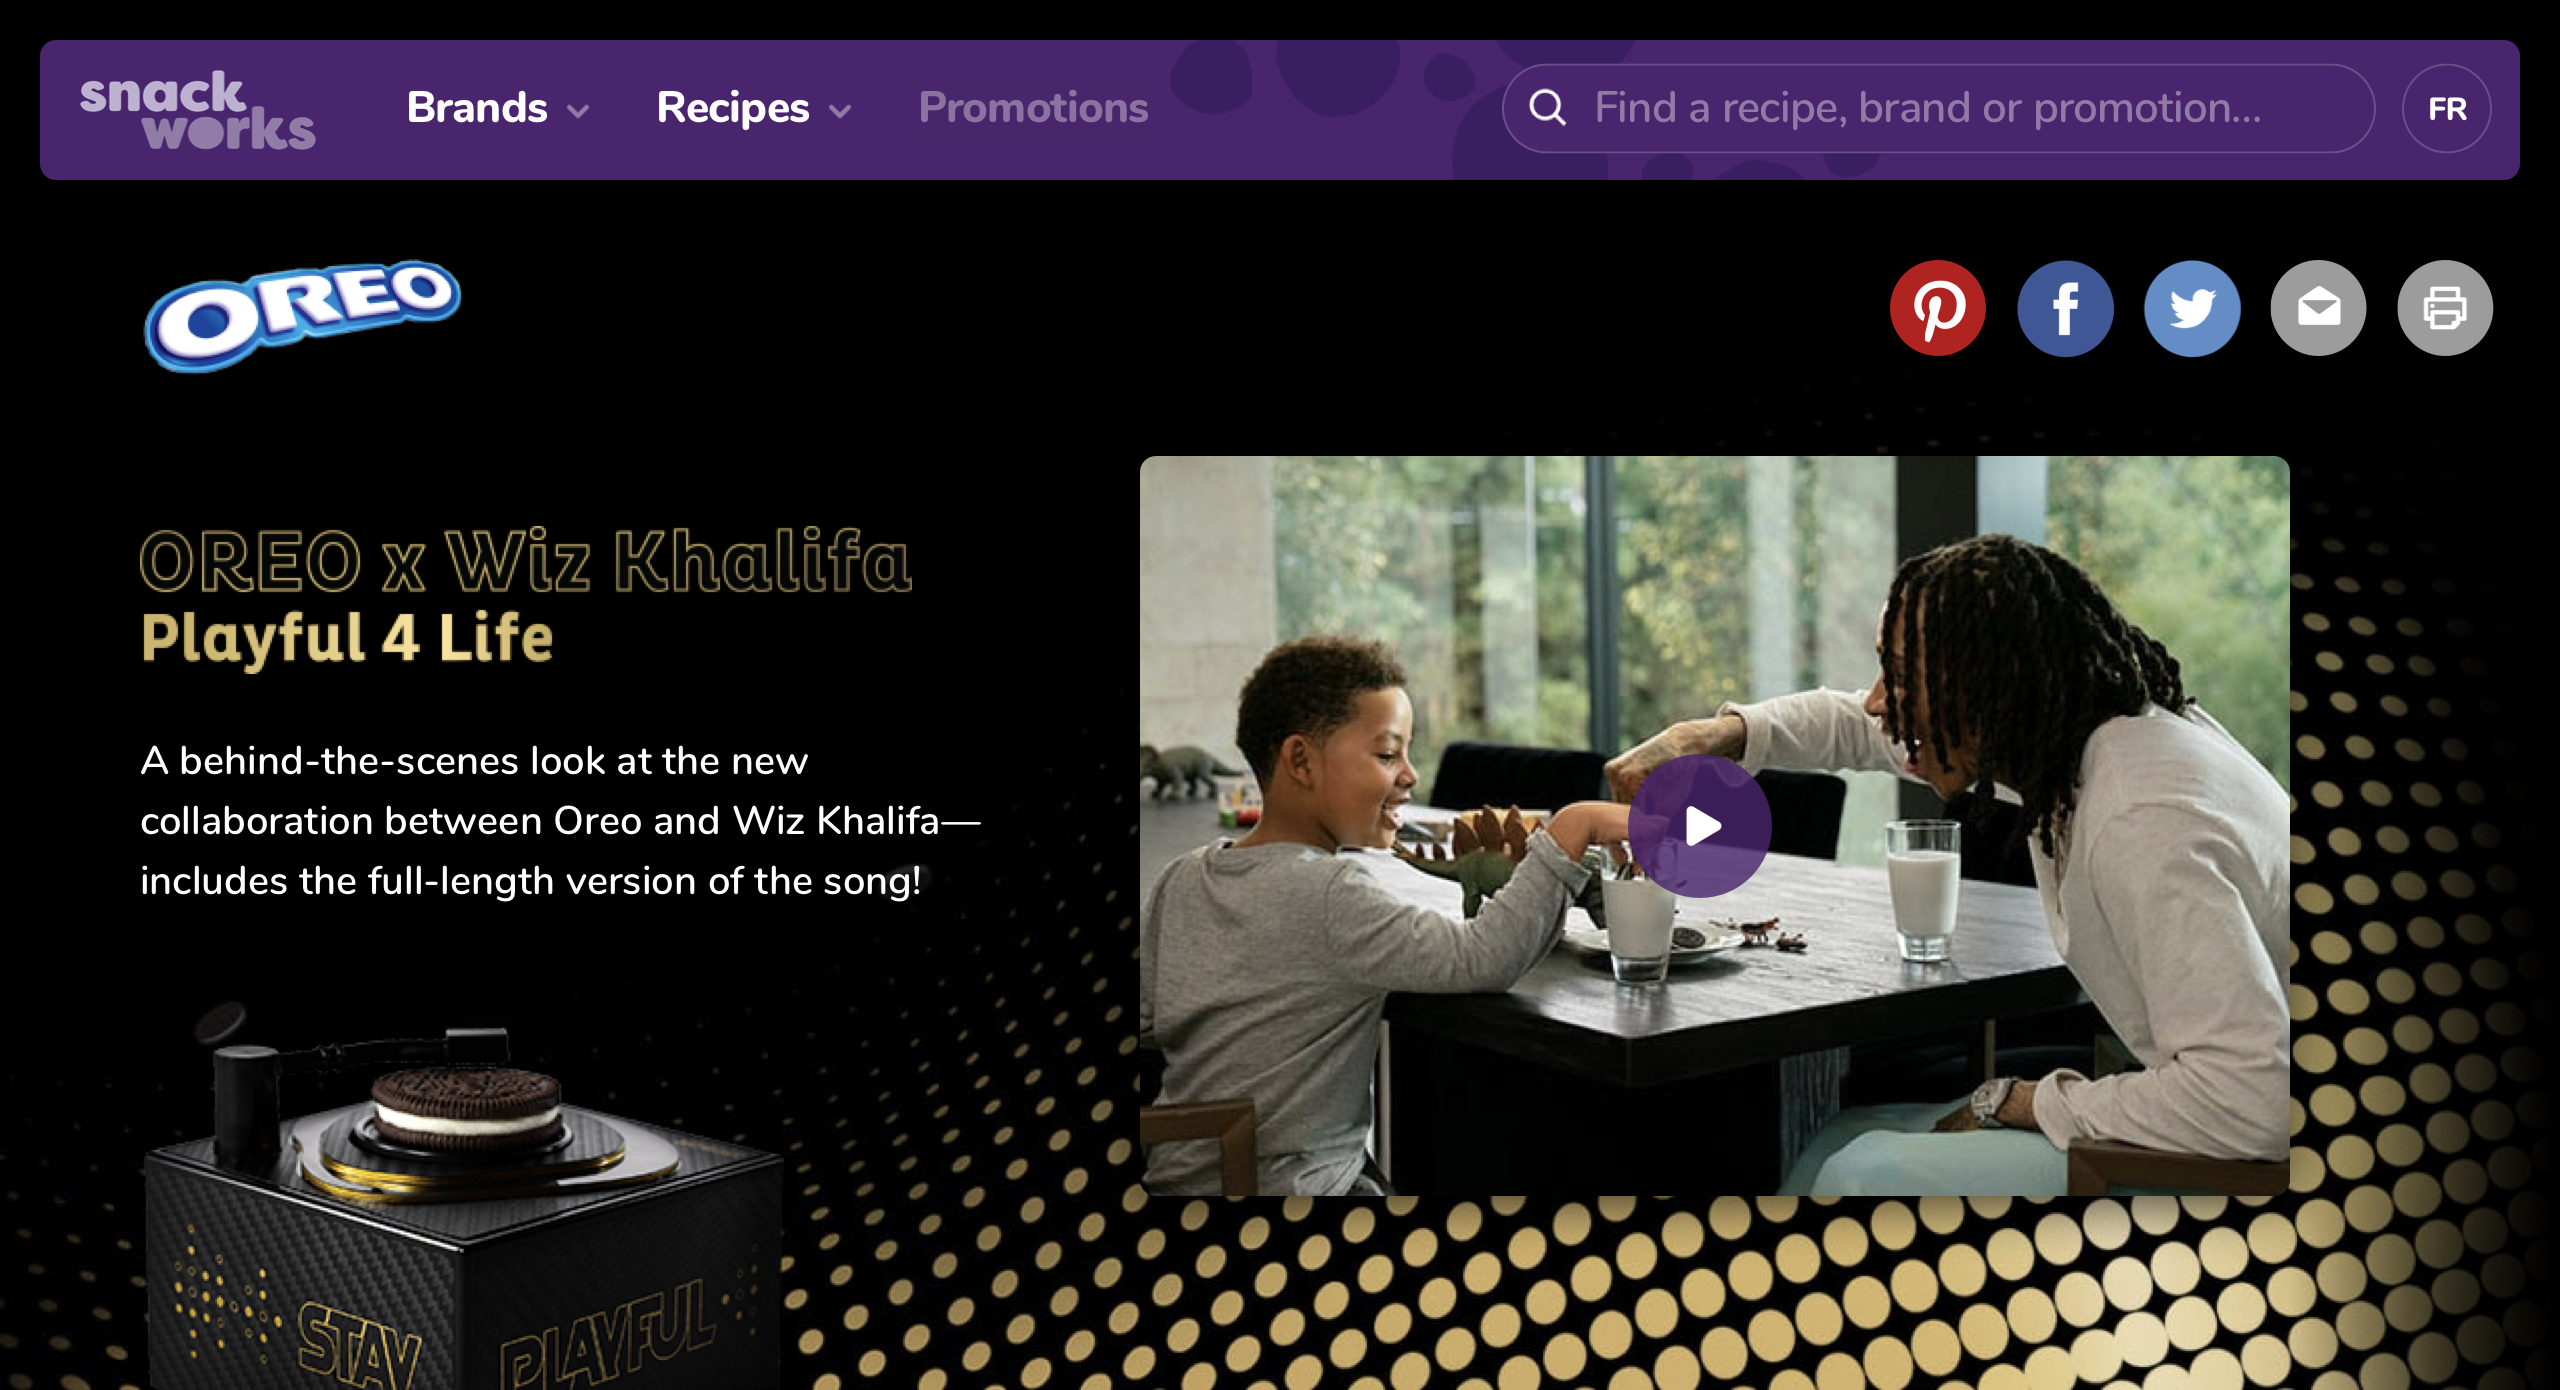 snack
works
Brands
Recipes
Promotions
Find a recipe, brand or promotion...
FR
OREO
OREO x Wiz Khalifa
Playful 4 Life
A behind-the-scenes look at the new
collaboration between Oreo and Wiz Khalifa—
includes the full-length version of the song!
STAY
PLAYFUL